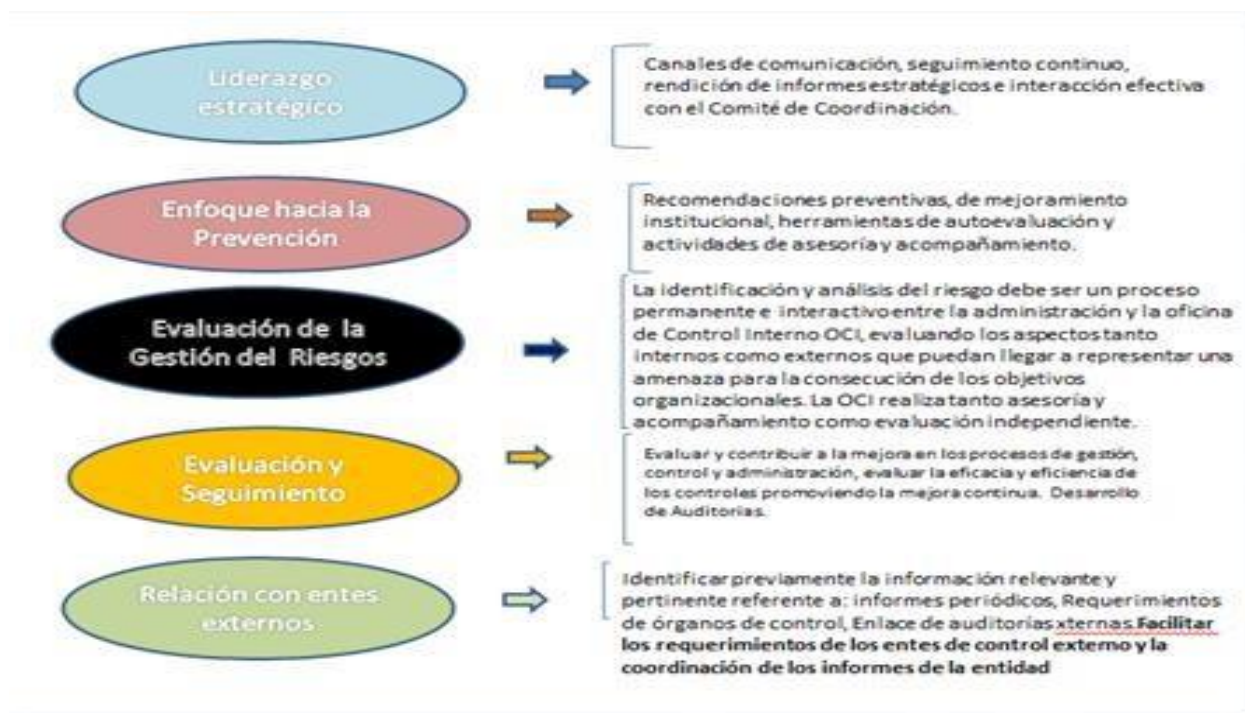 Liderazgo
estratégico
Canales de comunicación, seguimiento continuo,
rendición de informes estratégicos e interacción efectiva
con el Comité de Coordinación.
Enfoque hacia la
Prevención
Recomendaciones preventivas, de mejoramiento
institucional, herramientas de autoevaluación y
actividades de asesoría y acompañamiento.
Evaluación de la
Gestión del Riesgos
La identificación y análisis del riesgo debe ser un proceso
permanente e interactivo entre la administración y la oficina
de Control Interno OCI, evaluando los aspectos tanto
internos como externos que puedan llegar a representar una
amenaza para la consecución de los objetivos
organizacionales. La OCI realiza tanto asesoría y
acompañamiento como evaluación independiente.
Evaluación y
Seguimiento
Evaluar y contribuir a la mejora en los procesos de gestión,
control y administración, evaluar la eficacia y eficiencia de
los controles promoviendo la mejora continua. Desarrollo
de Auditorias.
Relación con entes
externos
Identificar previamente la información relevante y
pertinente referente a: informes periódicos, Requerimientos
de órganos de control, Enlace de auditorías xternas.Facilitar
los requerimientos de los entes de control externo y la
coordinación de los informes de la entidad